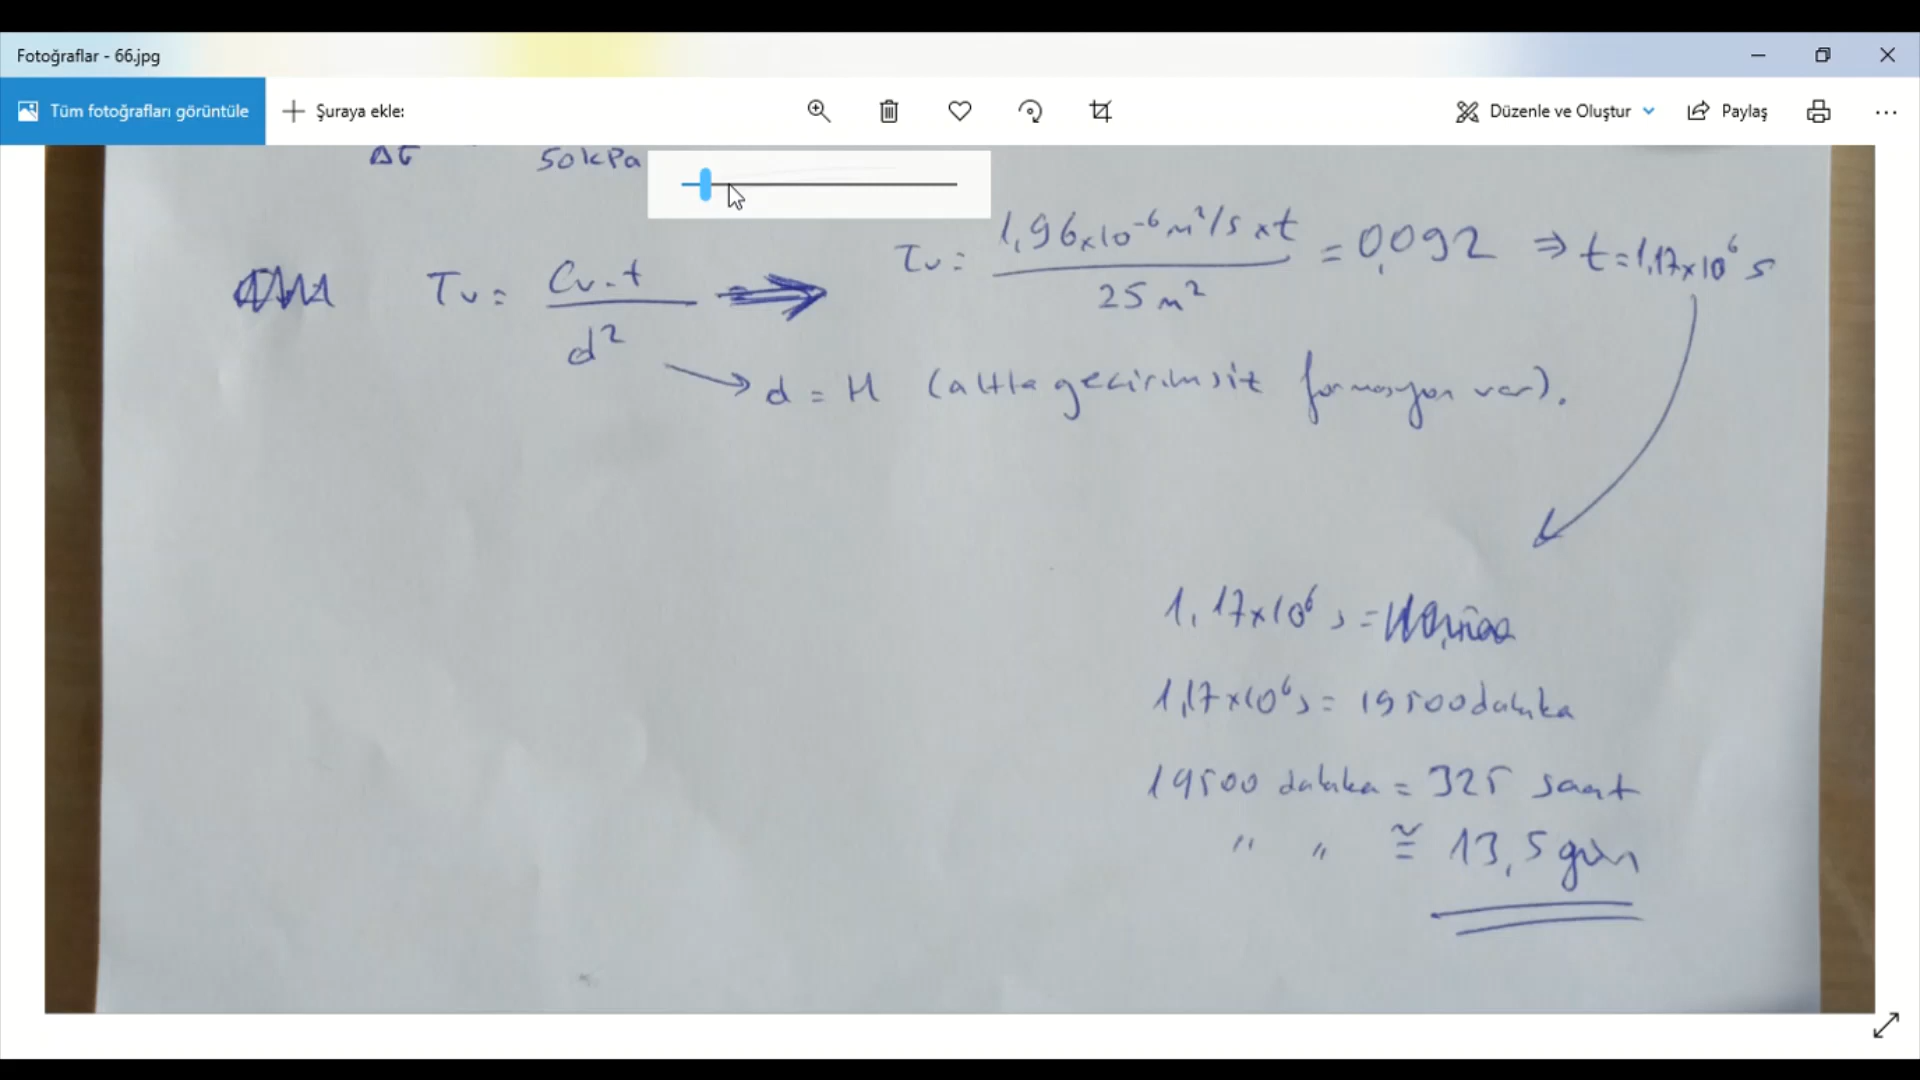 Fotoğraflar - 66.jpg
Tüm fotoğrafları görüntüle
Şuraya ekle:
Düzenle ve Oluştur
Paylaş
Δσ 50kPa
Tv = Cv.t / d² ⇒ Tv = 1,96x10⁻⁶ m²/s xt / 25 m² = 0,092 ⇒ t = 1,17x10⁶ s
d = H (altta geçirimsiz formasyon var).
1,17x10⁶ s =
1,17x10⁶ s = 19500 dakika
19500 dakika = 325 saat
" " ≅ 13,5 gün